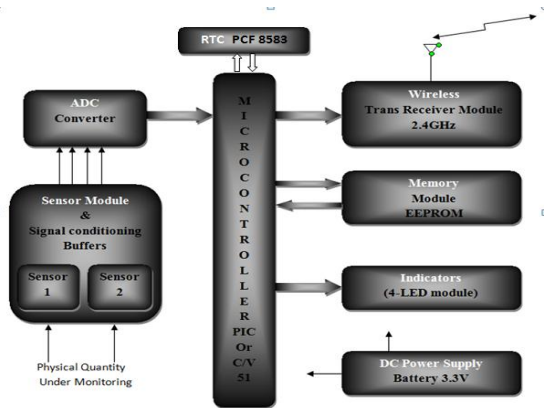 RTC PCF 8583
ADC
Converter
MICROCONTROLLER
PIC
Or
C/V
51
Wireless
Trans Receiver Module
2.4GHz
Memory
Module
EEPROM
Sensor Module
&
Signal conditioning
Buffers
Sensor
1
Sensor
2
Indicators
(4-LED module)
DC Power Supply
Battery 3.3V
Physical Quantity
Under Monitoring